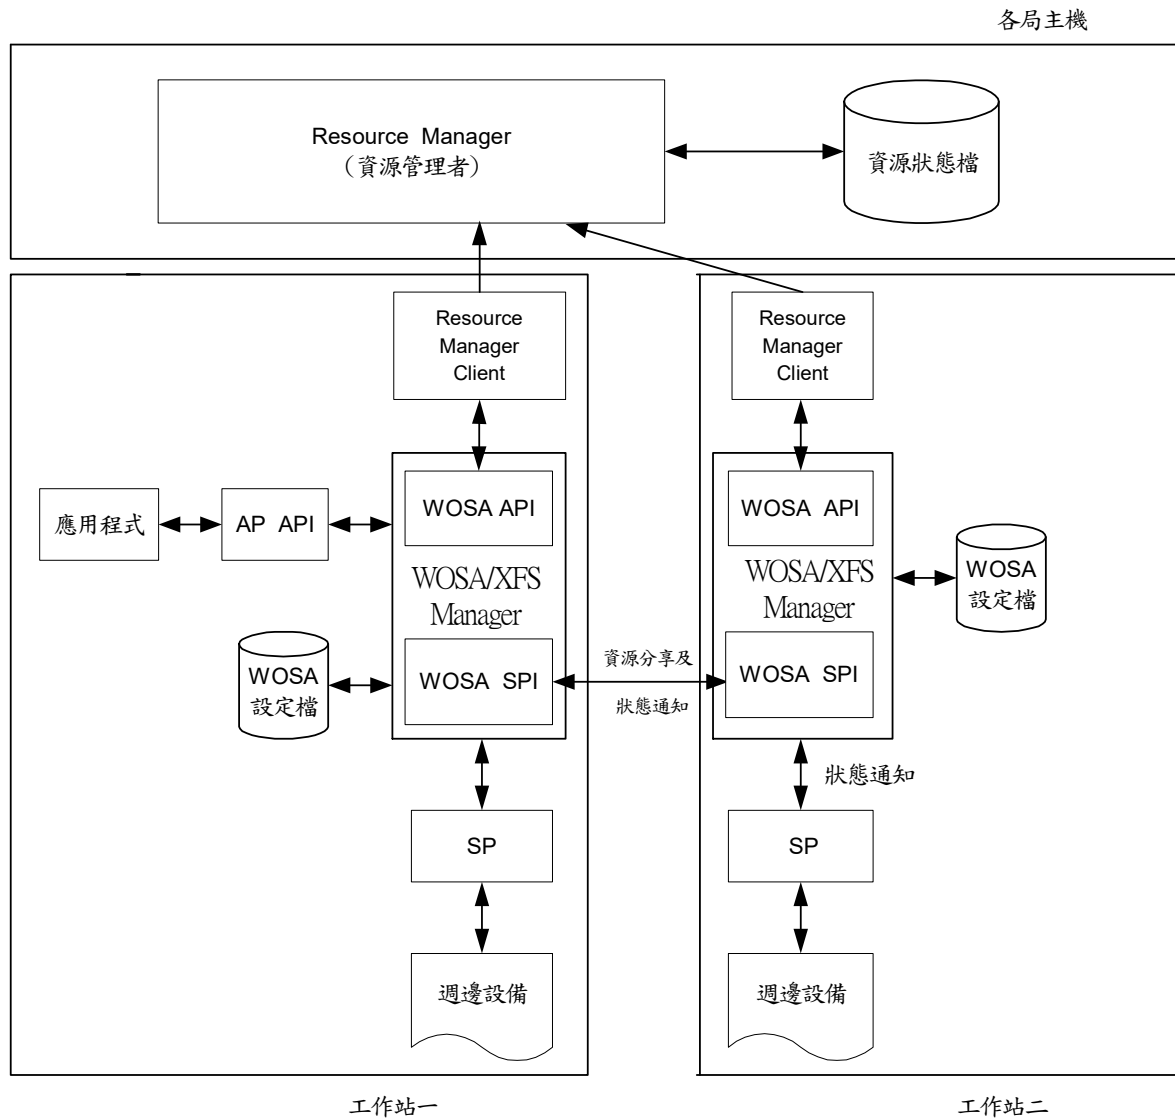 各局主機
Resource Manager
（資源管理者）
資源狀態檔
Resource
Manager
Client
Resource
Manager
Client
應用程式
AP API
WOSA API
WOSA/XFS
Manager
WOSA SPI
WOSA
設定檔
資源分享及
狀態通知
WOSA API
WOSA/XFS
Manager
WOSA SPI
WOSA
設定檔
狀態通知
SP
SP
週邊設備
週邊設備
工作站一
工作站二